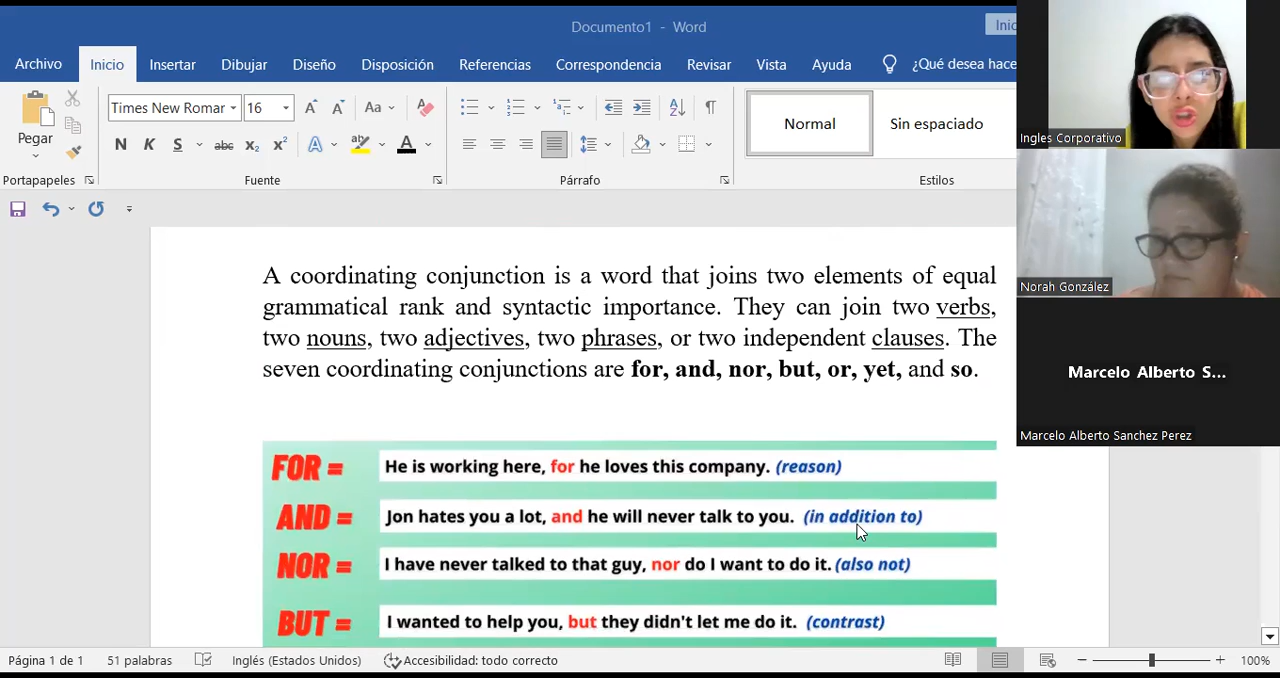 Documento1 - Word
Inic
Archivo Inicio Insertar Dibujar Diseño Disposición Referencias Correspondencia Revisar Vista Ayuda ¿Qué desea hace
Pegar
Times New Romar 16
Normal
Sin espaciado
Portapapeles Fuente Párrafo Estilos
Ingles Corporativo
Norah González
Marcelo Alberto S...
Marcelo Alberto Sanchez Perez
A coordinating conjunction is a word that joins two elements of equal
grammatical rank and syntactic importance. They can join two verbs,
two nouns, two adjectives, two phrases, or two independent clauses. The
seven coordinating conjunctions are for, and, nor, but, or, yet, and so.
FOR = He is working here, for he loves this company. (reason)
AND = Jon hates you a lot, and he will never talk to you. (in addition to)
NOR = I have never talked to that guy, nor do I want to do it. (also not)
BUT = I wanted to help you, but they didn't let me do it. (contrast)
Página 1 de 1 51 palabras Inglés (Estados Unidos) Accesibilidad: todo correcto 100%